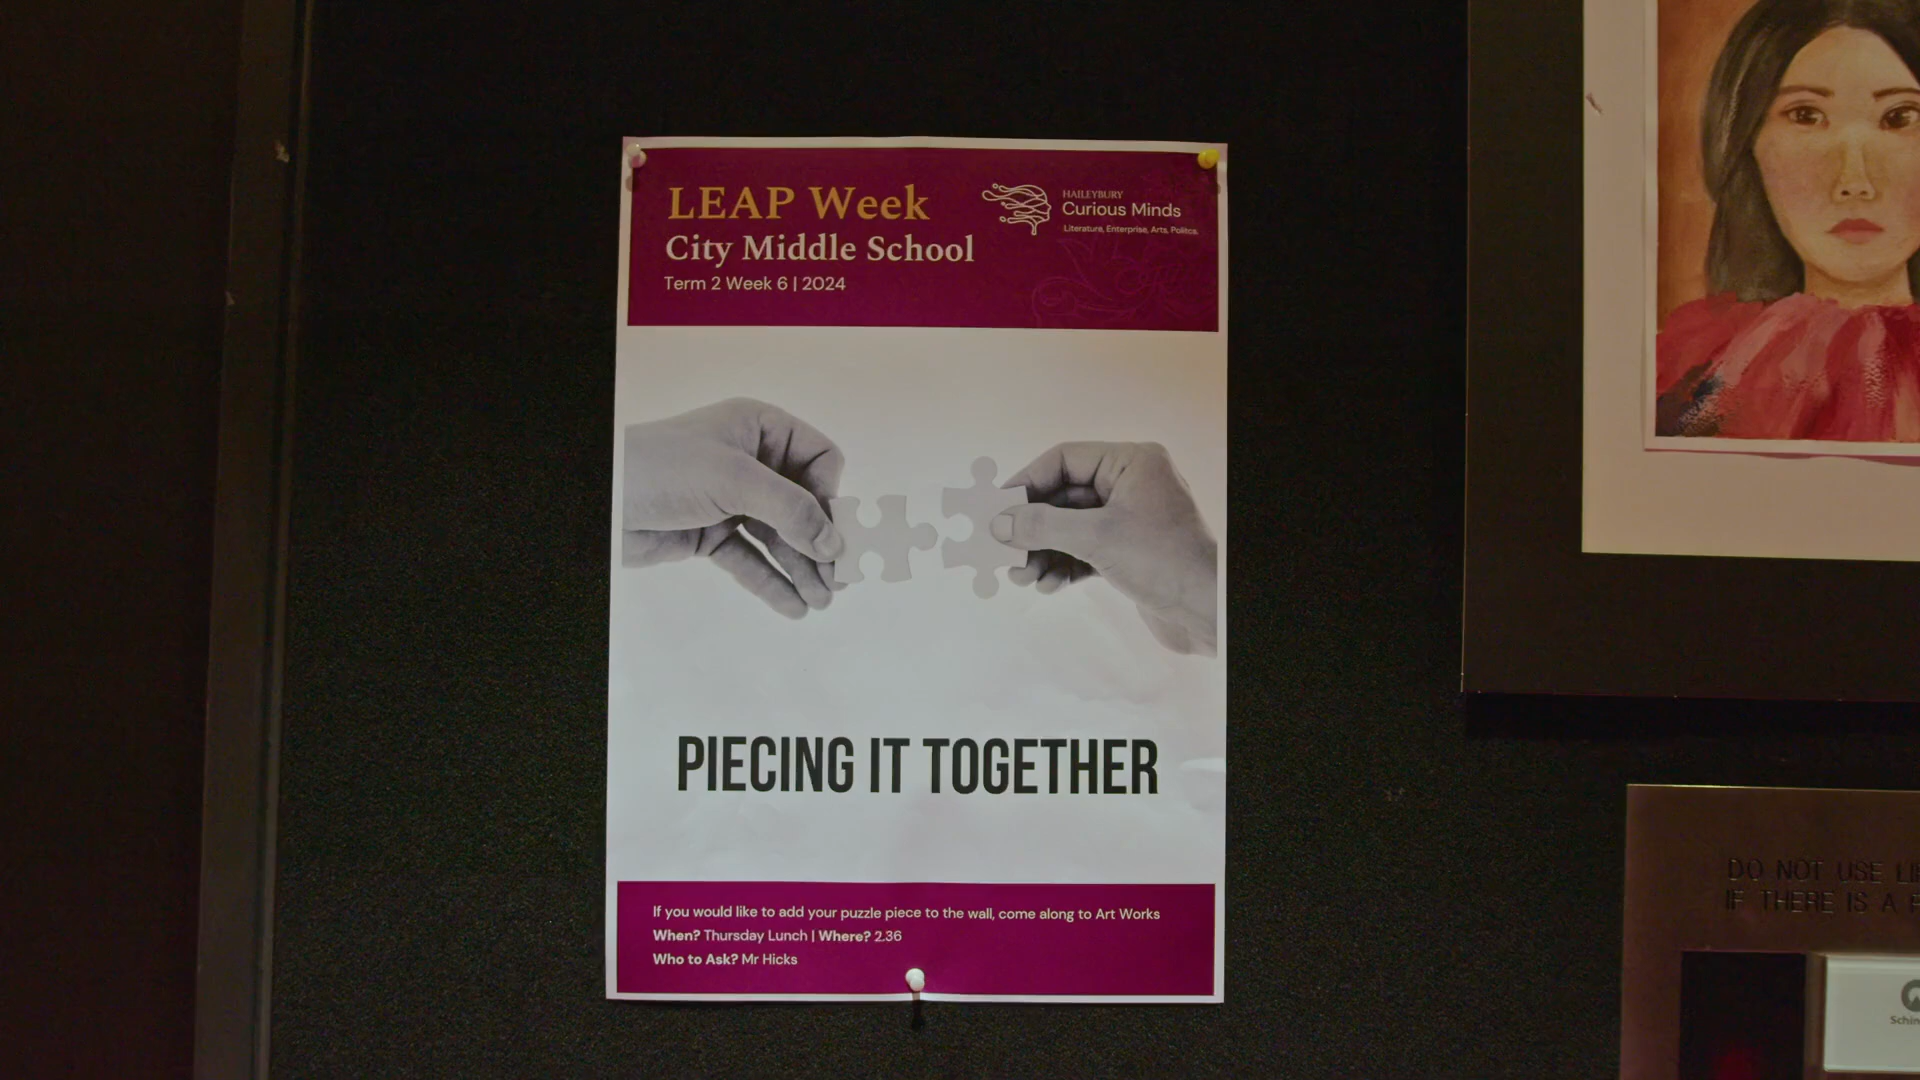 LEAP Week
City Middle School
Term 2 Week 6 | 2024
HAILEYBURY
Curious Minds
Literature, Enterprise, Arts, Politcs.
PIECING IT TOGETHER
If you would like to add your puzzle piece to the wall, come along to Art Works
When? Thursday Lunch | Where? 2.36
Who to Ask? Mr Hicks
DO NOT USE
IF THERE IS A